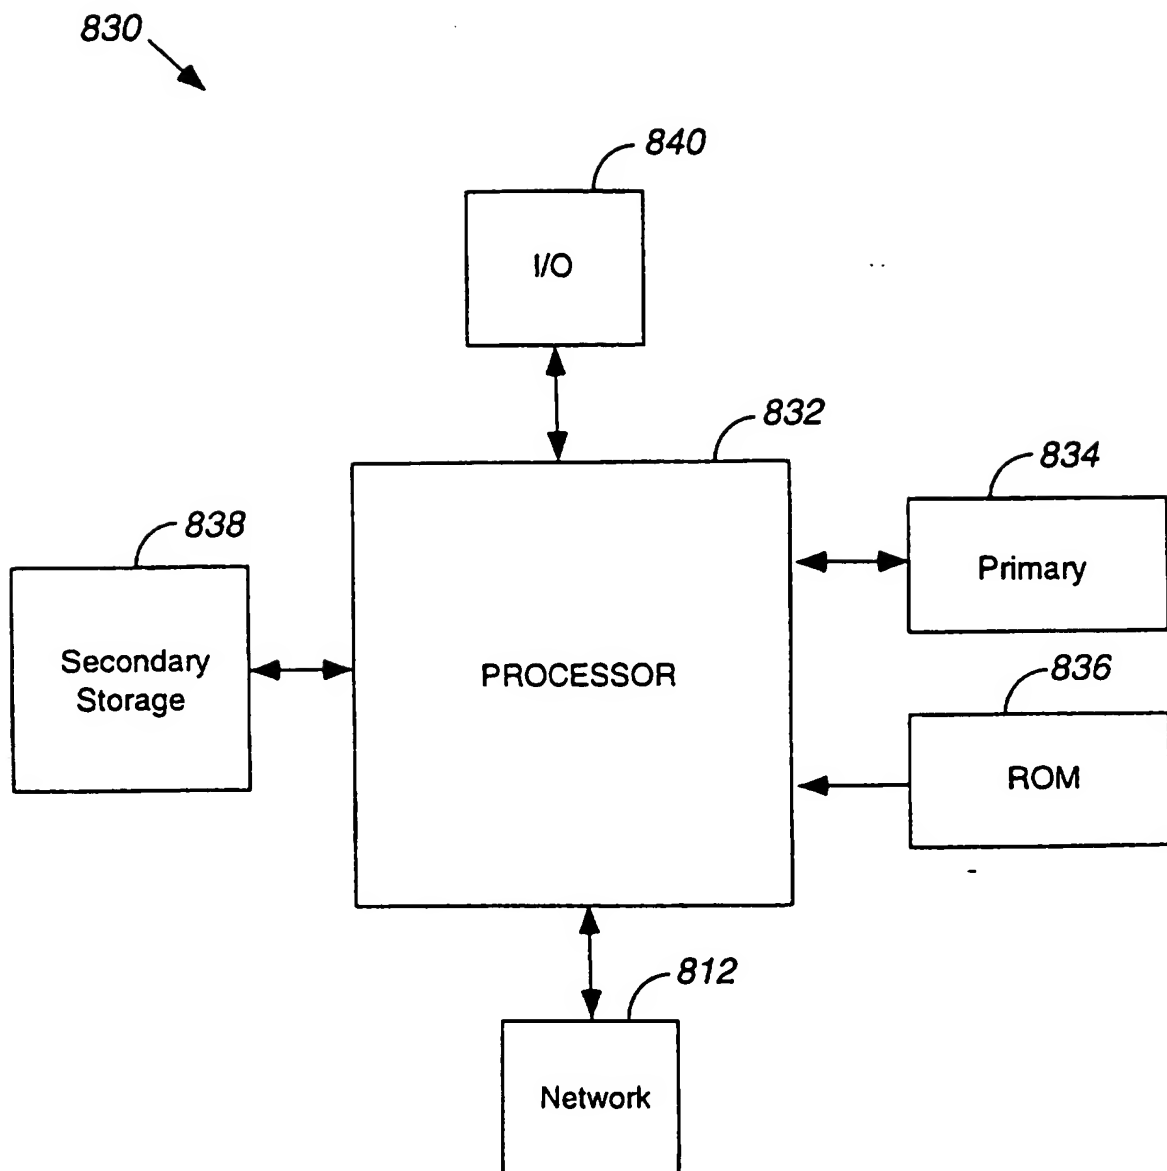 830
840
I/O
832
834
838
Primary
Secondary
Storage
PROCESSOR
836
ROM
812
Network